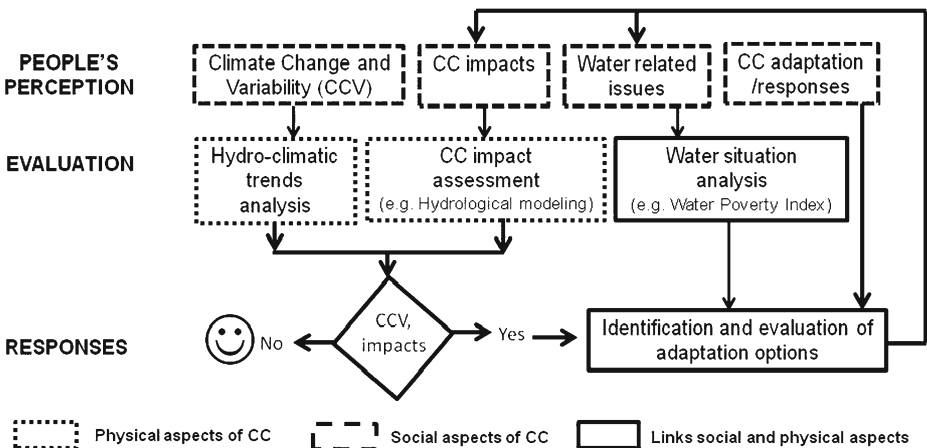 PEOPLE'S
PERCEPTION
Climate Change and
Variability (CCV)
CC impacts
Water related
issues
CC adaptation
/responses
EVALUATION
Hydro-climatic
trends
analysis
CC impact
assessment
(e.g. Hydrological modeling)
Water situation
analysis
(e.g. Water Poverty Index)
RESPONSES
No
CCV,
impacts
Yes
Identification and evaluation of
adaptation options
Physical aspects of CC
Social aspects of CC
Links social and physical aspects